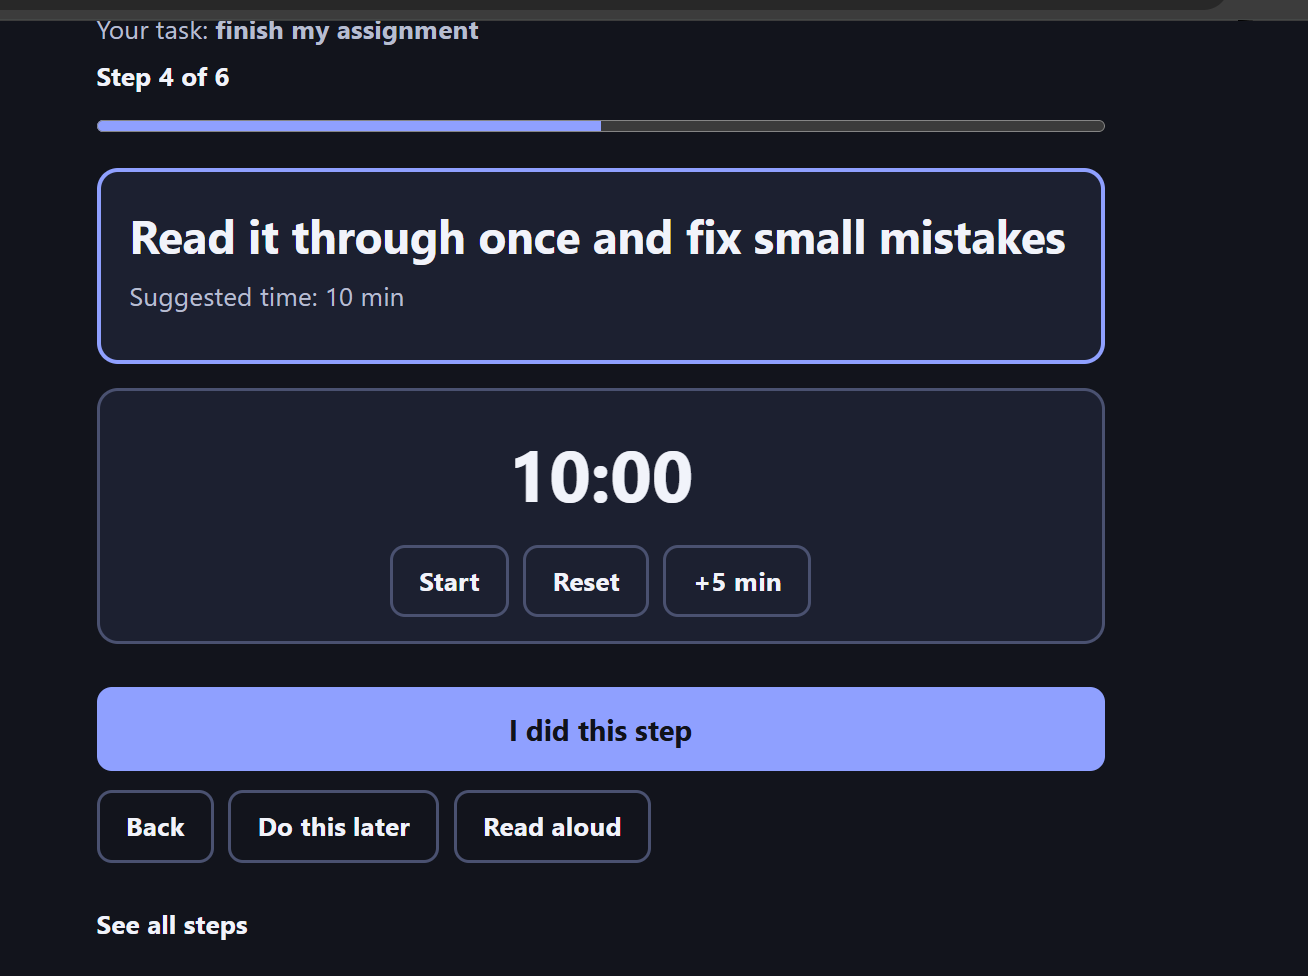 Your task: finish my assignment
Step 4 of 6
Read it through once and fix small mistakes
Suggested time: 10 min
10:00
Start Reset +5 min
I did this step
Back Do this later Read aloud
See all steps